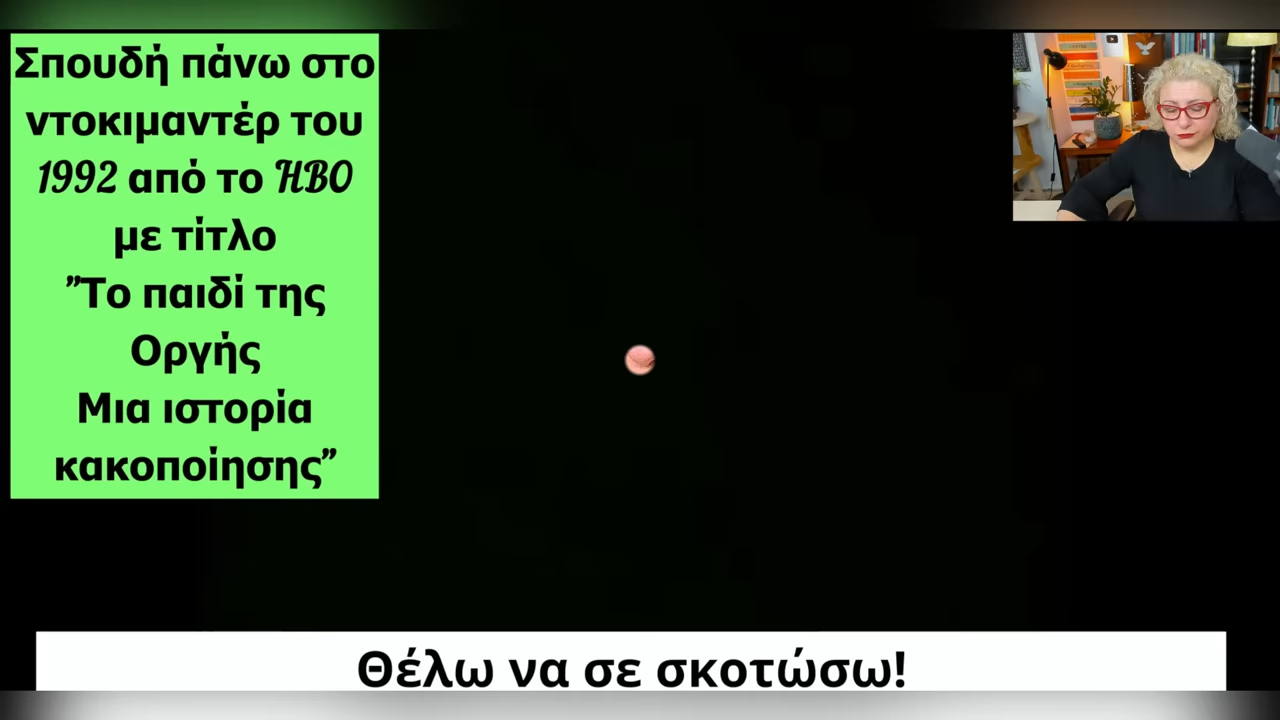 Σπουδή πάνω στο
ντοκιμαντέρ του
1992 από το HBO
με τίτλο
"Το παιδί της
Οργής
Μια ιστορία
κακοποίησης"
Θέλω να σε σκοτώσω!